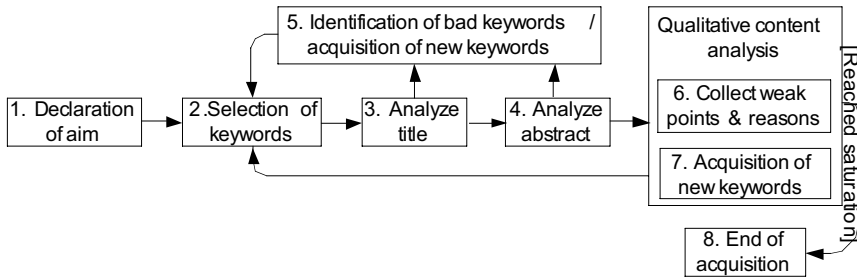 5. Identification of bad keywords /
acquisition of new keywords
Qualitative content
analysis
1. Declaration
of aim
2.Selection of
keywords
3. Analyze
title
4. Analyze
abstract
6. Collect weak
points & reasons
7. Acquisition of
new keywords
[Reached saturation]
8. End of
acquisition